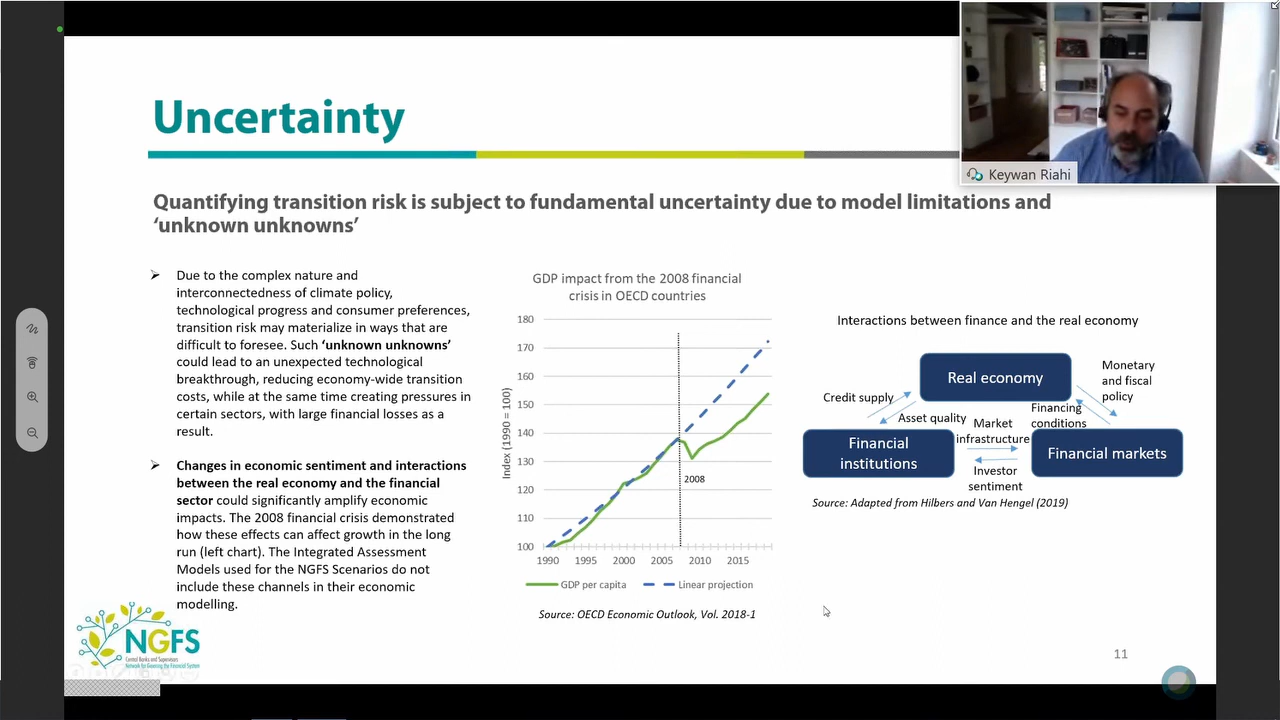 Uncertainty
Keywan Riahi
Quantifying transition risk is subject to fundamental uncertainty due to model limitations and
‘unknown unknowns’
➢ Due to the complex nature and
interconnectedness of climate policy,
technological progress and consumer preferences,
transition risk may materialize in ways that are
difficult to foresee. Such ‘unknown unknowns’
could lead to an unexpected technological
breakthrough, reducing economy-wide transition
costs, while at the same time creating pressures in
certain sectors, with large financial losses as a
result.
➢ Changes in economic sentiment and interactions
between the real economy and the financial
sector could significantly amplify economic
impacts. The 2008 financial crisis demonstrated
how these effects can affect growth in the long
run (left chart). The Integrated Assessment
Models used for the NGFS Scenarios do not
include these channels in their economic
modelling.
GDP impact from the 2008 financial
crisis in OECD countries
Index (1990 = 100)
180
170
160
150
140
130
120
110
100
2008
1990 1995 2000 2005 2010 2015
GDP per capita Linear projection
Source: OECD Economic Outlook, Vol. 2018-1
Interactions between finance and the real economy
Real economy
Monetary
and fiscal
policy
Credit supply
Asset quality
Financing
conditions
Market
infrastructure
Financial
institutions
Financial markets
Investor
sentiment
Source: Adapted from Hilbers and Van Hengel (2019)
NGFS
Central Banks and Supervisors
Network for Greening the Financial System
11